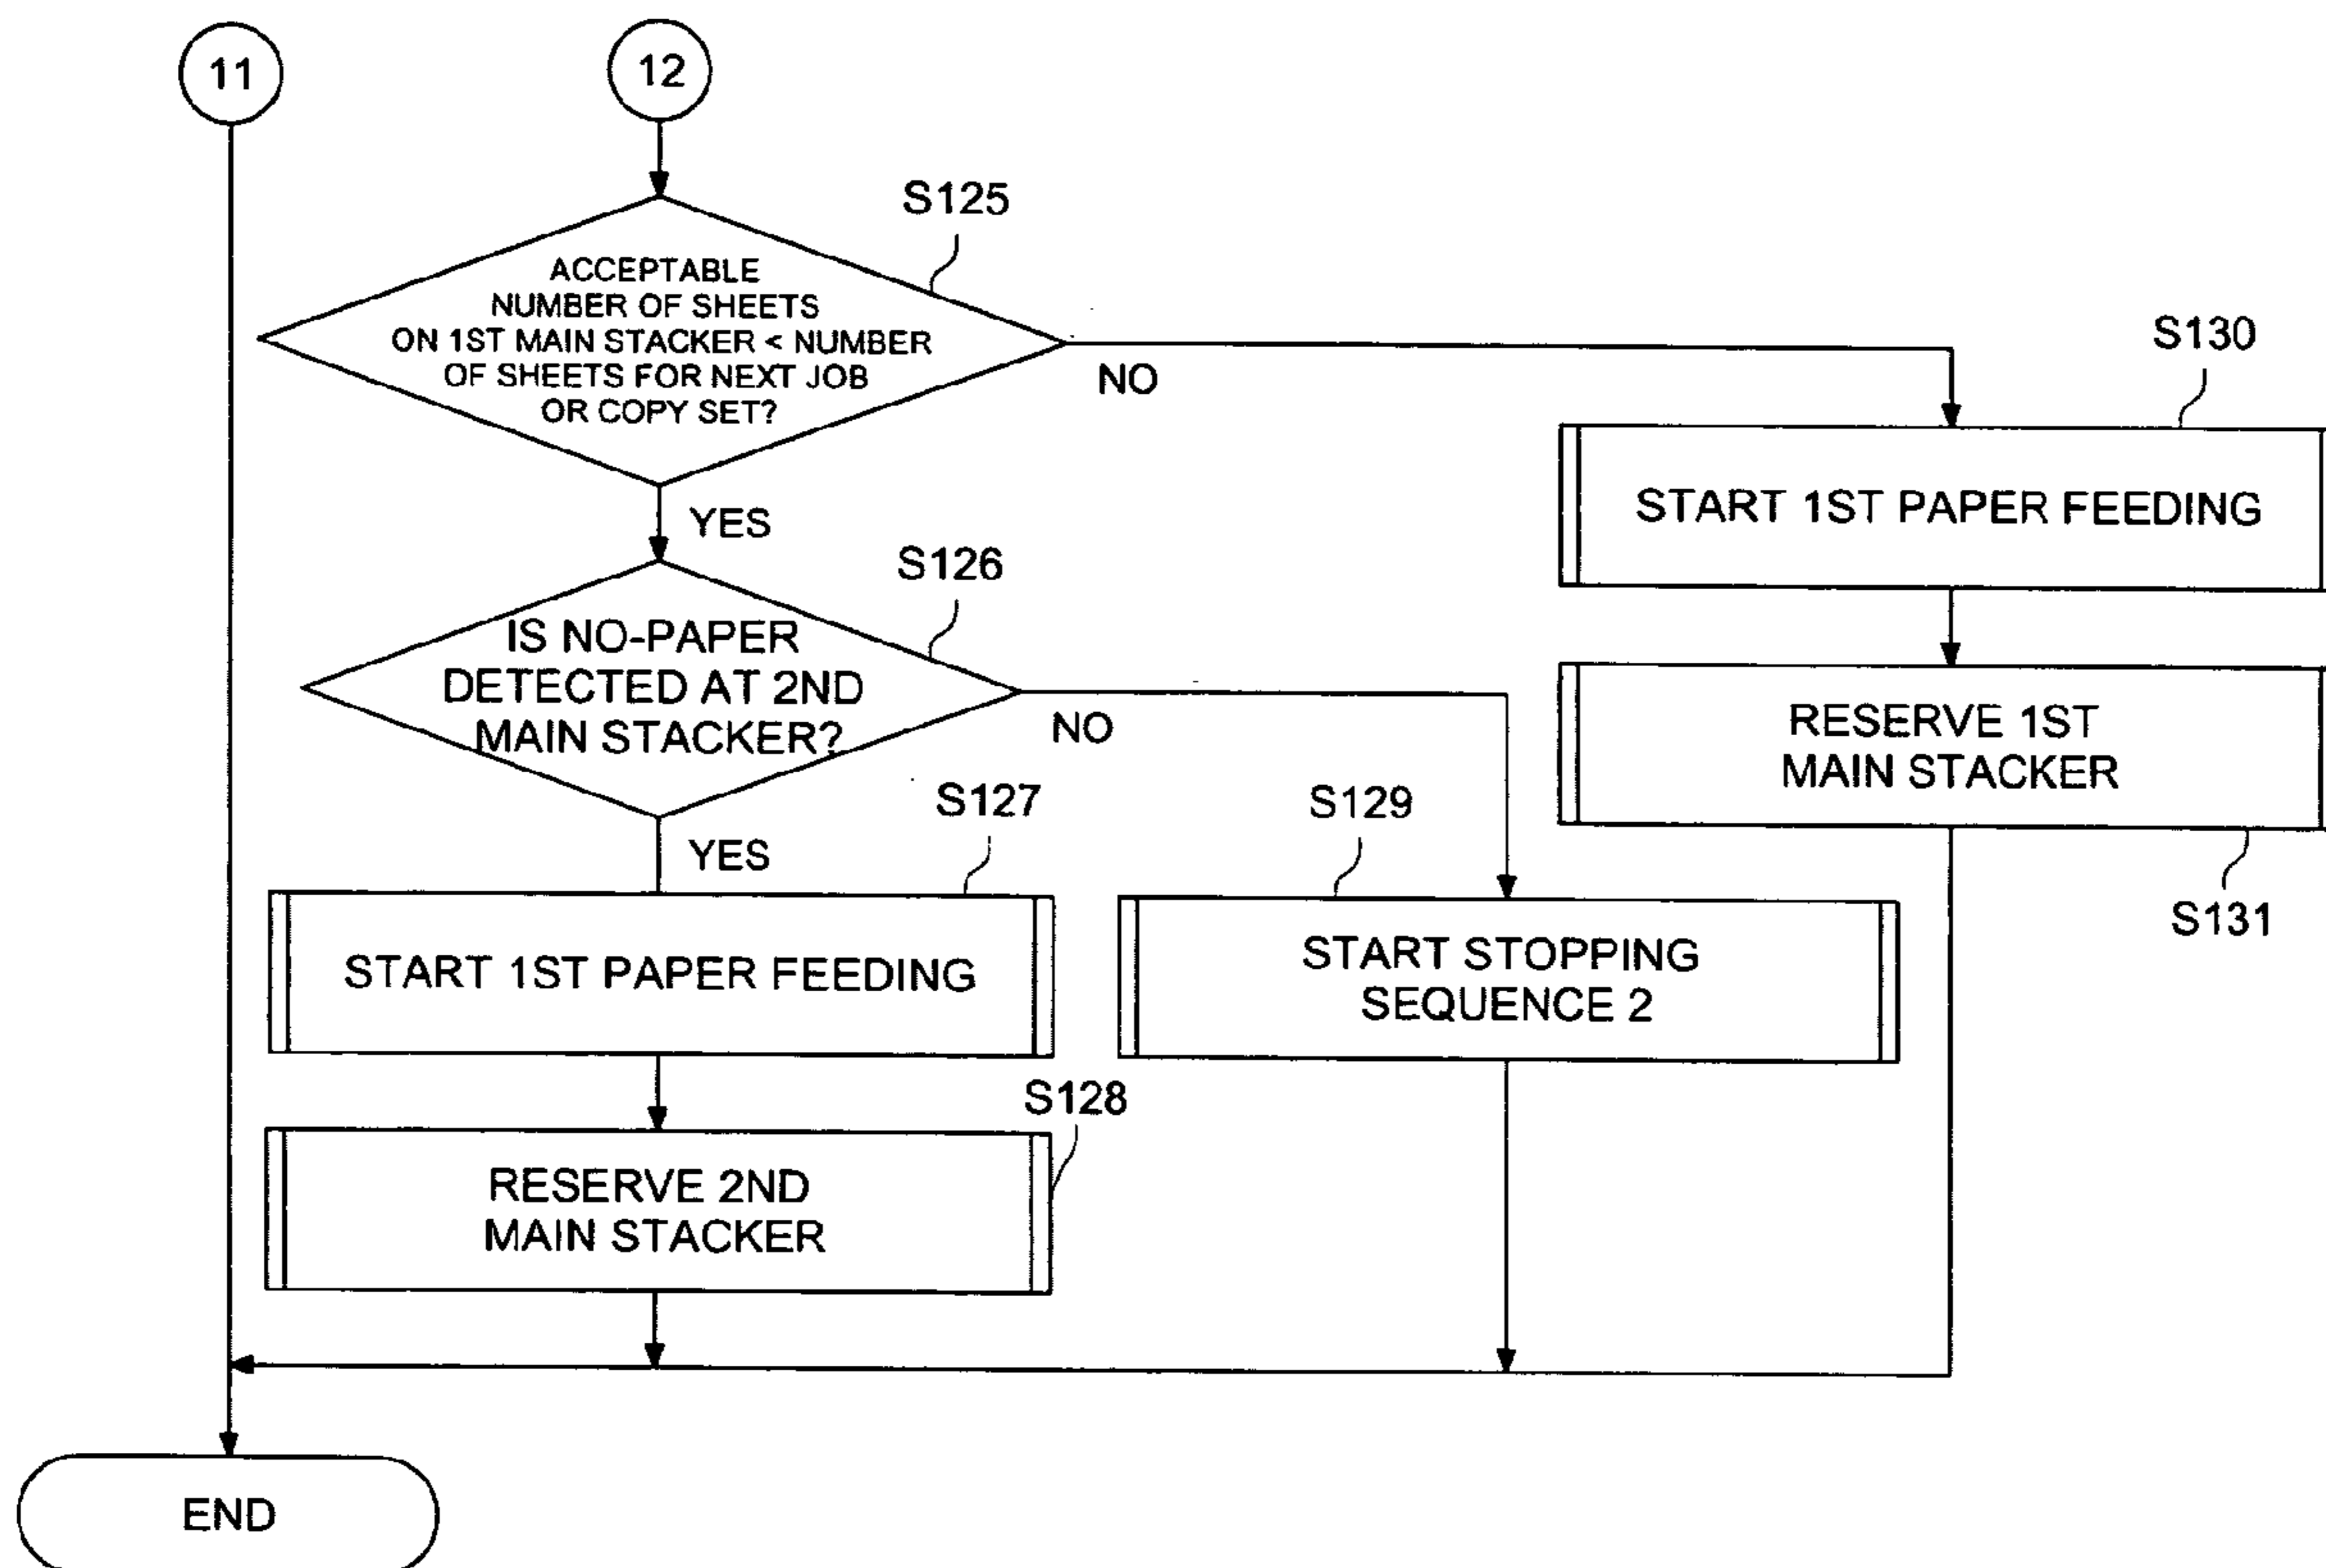 11
12
S125
ACCEPTABLE
NUMBER OF SHEETS
ON 1ST MAIN STACKER < NUMBER
OF SHEETS FOR NEXT JOB
OR COPY SET?
NO
YES
S130
START 1ST PAPER FEEDING
S126
IS NO-PAPER
DETECTED AT 2ND
MAIN STACKER?
NO
YES
RESERVE 1ST
MAIN STACKER
S131
S127
START 1ST PAPER FEEDING
S129
START STOPPING
SEQUENCE 2
S128
RESERVE 2ND
MAIN STACKER
END